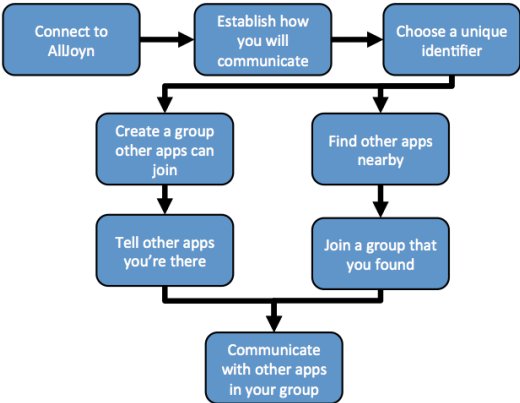 Connect to
AllJoyn
Establish how
you will
communicate
Choose a unique
identifier
Create a group
other apps can
join
Find other apps
nearby
Tell other apps
you're there
Join a group that
you found
Communicate
with other apps
in your group